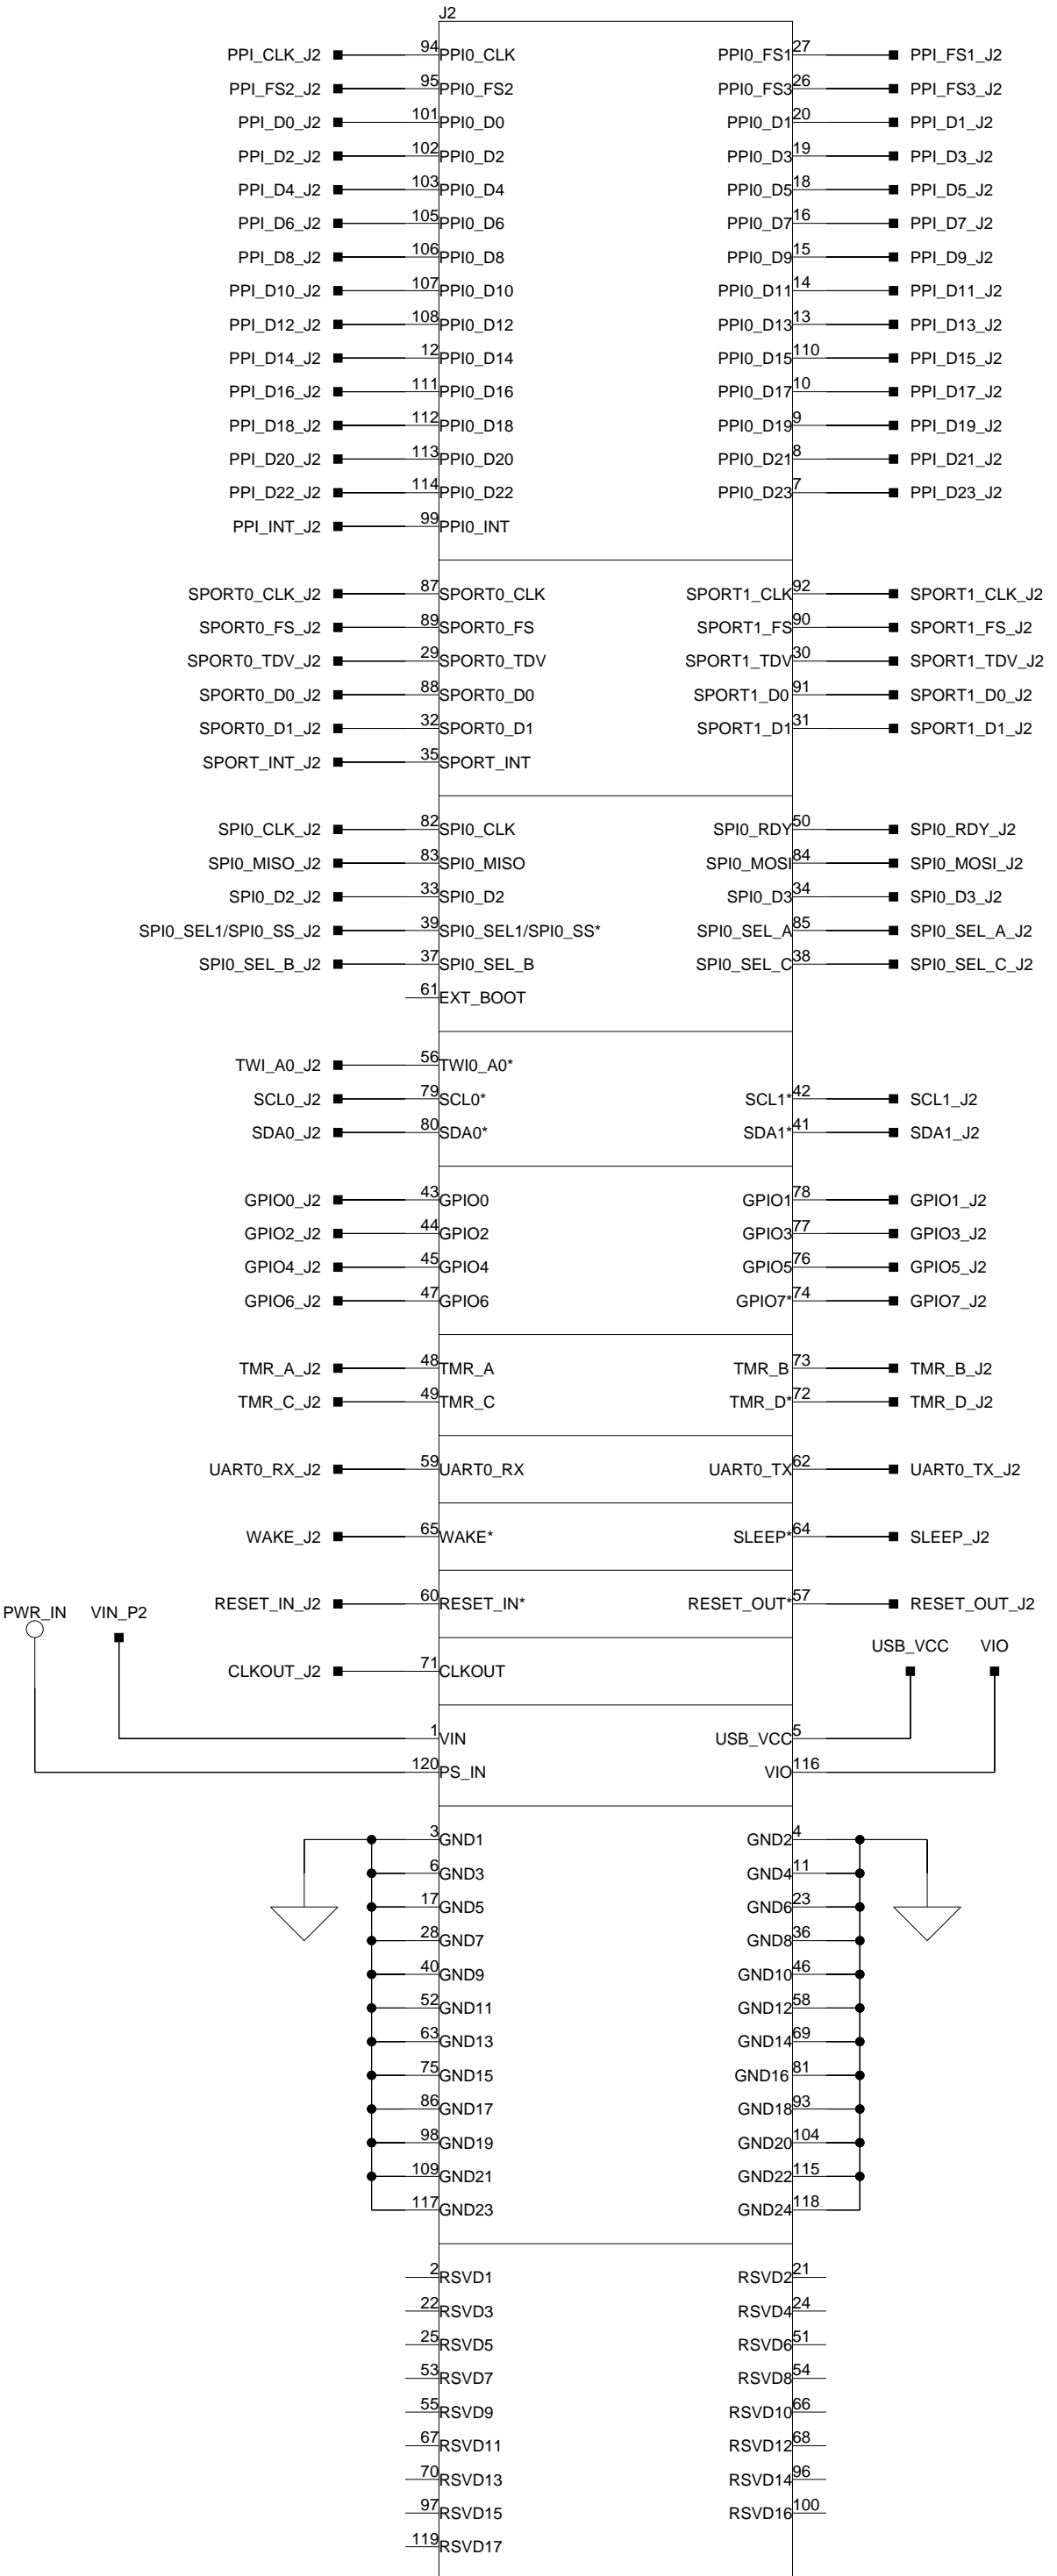 J2
PPI_CLK_J2 94 PPI0_CLK PPI0_FS1 27 PPI_FS1_J2
PPI_FS2_J2 95 PPI0_FS2 PPI0_FS3 26 PPI_FS3_J2
PPI_D0_J2 101 PPI0_D0 PPI0_D1 20 PPI_D1_J2
PPI_D2_J2 102 PPI0_D2 PPI0_D3 19 PPI_D3_J2
PPI_D4_J2 103 PPI0_D4 PPI0_D5 18 PPI_D5_J2
PPI_D6_J2 105 PPI0_D6 PPI0_D7 16 PPI_D7_J2
PPI_D8_J2 106 PPI0_D8 PPI0_D9 15 PPI_D9_J2
PPI_D10_J2 107 PPI0_D10 PPI0_D11 14 PPI_D11_J2
PPI_D12_J2 108 PPI0_D12 PPI0_D13 13 PPI_D13_J2
PPI_D14_J2 12 PPI0_D14 PPI0_D15 110 PPI_D15_J2
PPI_D16_J2 111 PPI0_D16 PPI0_D17 10 PPI_D17_J2
PPI_D18_J2 112 PPI0_D18 PPI0_D19 9 PPI_D19_J2
PPI_D20_J2 113 PPI0_D20 PPI0_D21 8 PPI_D21_J2
PPI_D22_J2 114 PPI0_D22 PPI0_D23 7 PPI_D23_J2
PPI_INT_J2 99 PPI0_INT
SPORT0_CLK_J2 87 SPORT0_CLK SPORT1_CLK 92 SPORT1_CLK_J2
SPORT0_FS_J2 89 SPORT0_FS SPORT1_FS 90 SPORT1_FS_J2
SPORT0_TDV_J2 29 SPORT0_TDV SPORT1_TDV 30 SPORT1_TDV_J2
SPORT0_D0_J2 88 SPORT0_D0 SPORT1_D0 91 SPORT1_D0_J2
SPORT0_D1_J2 32 SPORT0_D1 SPORT1_D1 31 SPORT1_D1_J2
SPORT_INT_J2 35 SPORT_INT
SPI0_CLK_J2 82 SPI0_CLK SPI0_RDY 50 SPI0_RDY_J2
SPI0_MISO_J2 83 SPI0_MISO SPI0_MOSI 84 SPI0_MOSI_J2
SPI0_D2_J2 33 SPI0_D2 SPI0_D3 34 SPI0_D3_J2
SPI0_SEL1/SPI0_SS_J2 39 SPI0_SEL1/SPI0_SS* SPI0_SEL_A 85 SPI0_SEL_A_J2
SPI0_SEL_B_J2 37 SPI0_SEL_B SPI0_SEL_C 38 SPI0_SEL_C_J2
61 EXT_BOOT
TWI_A0_J2 56 TWI0_A0*
SCL0_J2 79 SCL0* SCL1* 42 SCL1_J2
SDA0_J2 80 SDA0* SDA1* 41 SDA1_J2
GPIO0_J2 43 GPIO0 GPIO1 78 GPIO1_J2
GPIO2_J2 44 GPIO2 GPIO3 77 GPIO3_J2
GPIO4_J2 45 GPIO4 GPIO5 76 GPIO5_J2
GPIO6_J2 47 GPIO6 GPIO7* 74 GPIO7_J2
TMR_A_J2 48 TMR_A TMR_B 73 TMR_B_J2
TMR_C_J2 49 TMR_C TMR_D* 72 TMR_D_J2
UART0_RX_J2 59 UART0_RX UART0_TX 62 UART0_TX_J2
WAKE_J2 65 WAKE* SLEEP* 64 SLEEP_J2
RESET_IN_J2 60 RESET_IN* RESET_OUT* 57 RESET_OUT_J2
PWR_IN VIN_P2
USB_VCC VIO
CLKOUT_J2 71 CLKOUT
1 VIN USB_VCC 5
120 PS_IN VIO 116
3 GND1 GND2 4
6 GND3 GND4 11
17 GND5 GND6 23
28 GND7 GND8 36
40 GND9 GND10 46
52 GND11 GND12 58
63 GND13 GND14 69
75 GND15 GND16 81
86 GND17 GND18 93
98 GND19 GND20 104
109 GND21 GND22 115
117 GND23 GND24 118
2 RSVD1 RSVD2 21
22 RSVD3 RSVD4 24
25 RSVD5 RSVD6 51
53 RSVD7 RSVD8 54
55 RSVD9 RSVD10 66
67 RSVD11 RSVD12 68
70 RSVD13 RSVD14 96
97 RSVD15 RSVD16 100
119 RSVD17